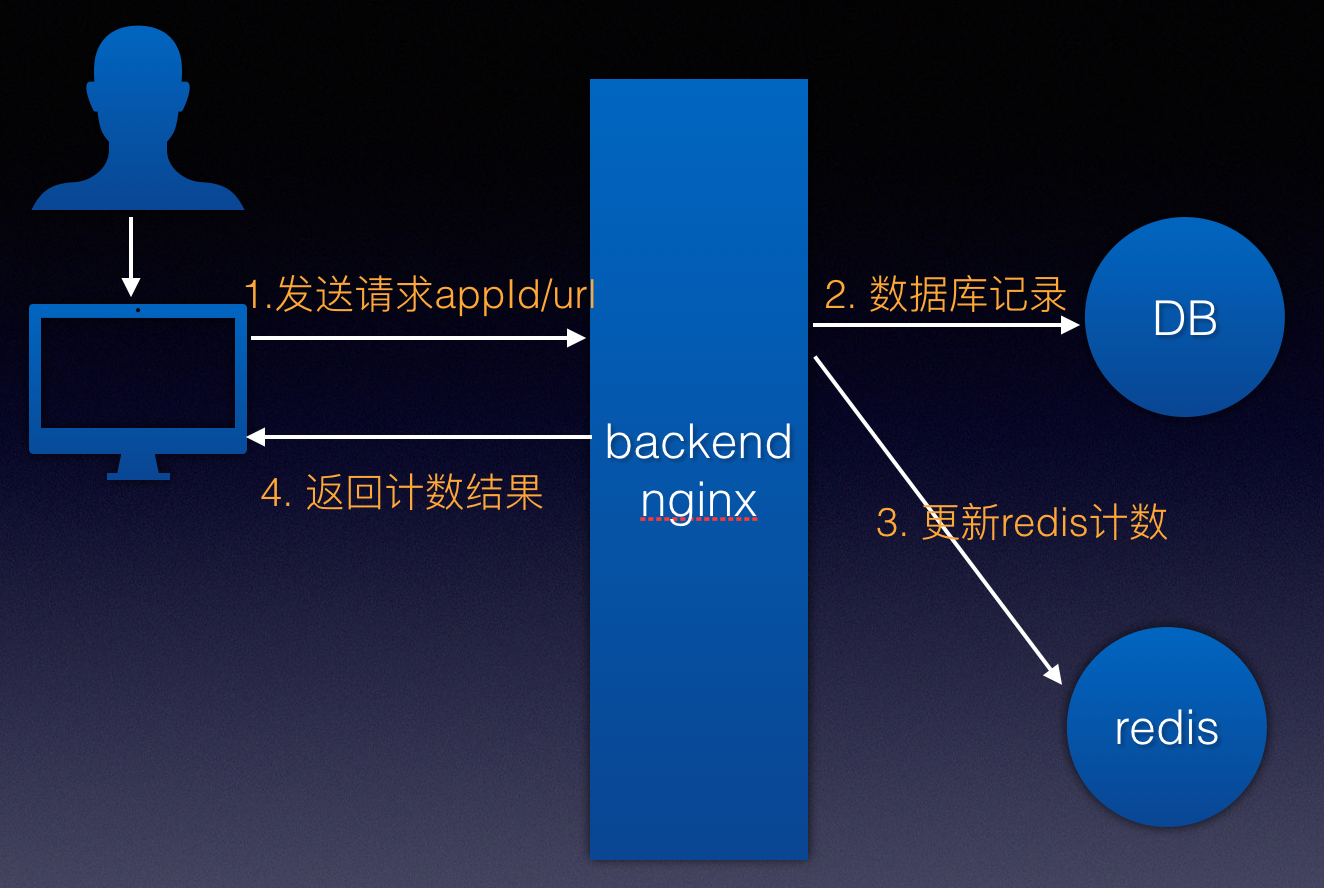 1.发送请求appId/url
2. 数据库记录
DB
backend
nginx
4. 返回计数结果
3. 更新redis计数
redis